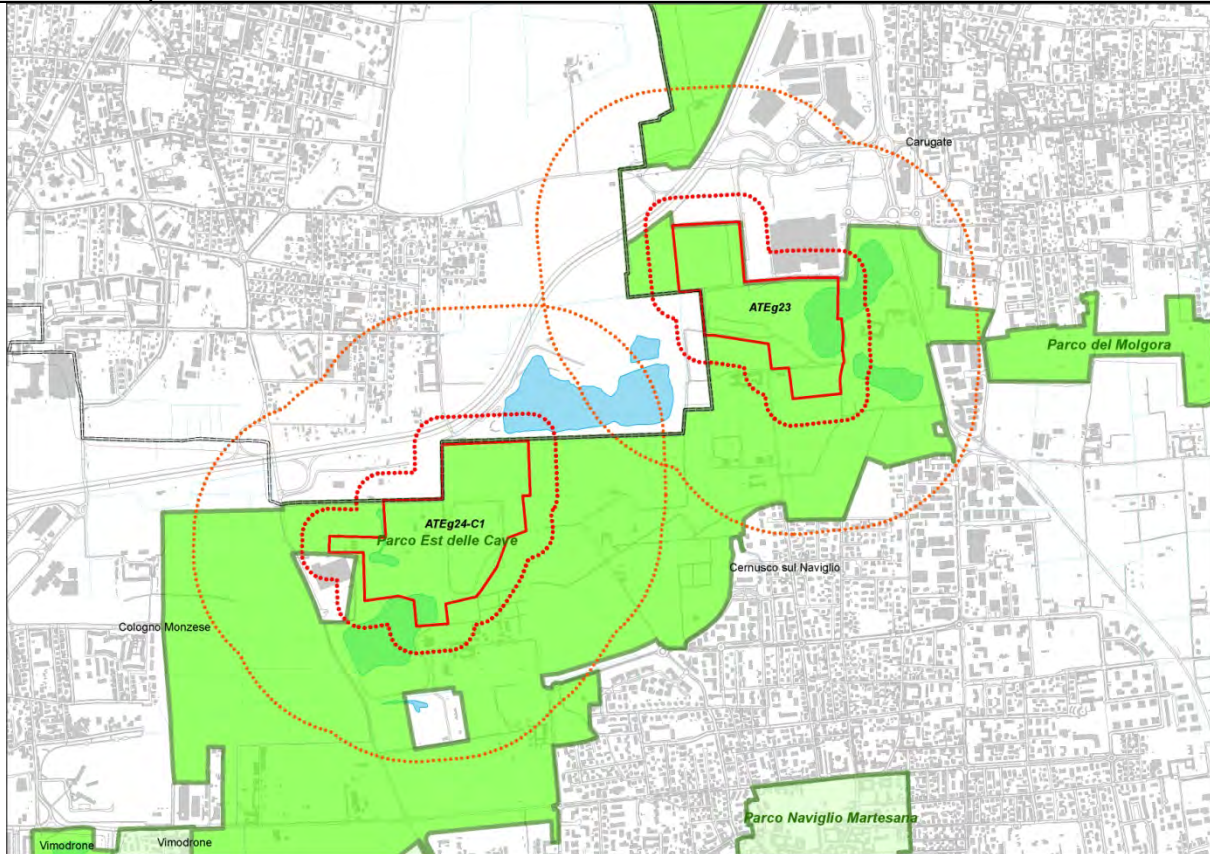 Carugate
ATEg23
Parco del Molgora
ATEg24-C1
Parco Est delle Cave
Cernusco sul Naviglio
Cologno Monzese
Parco Naviglio Martesana
Vimodrone
Vimodrone